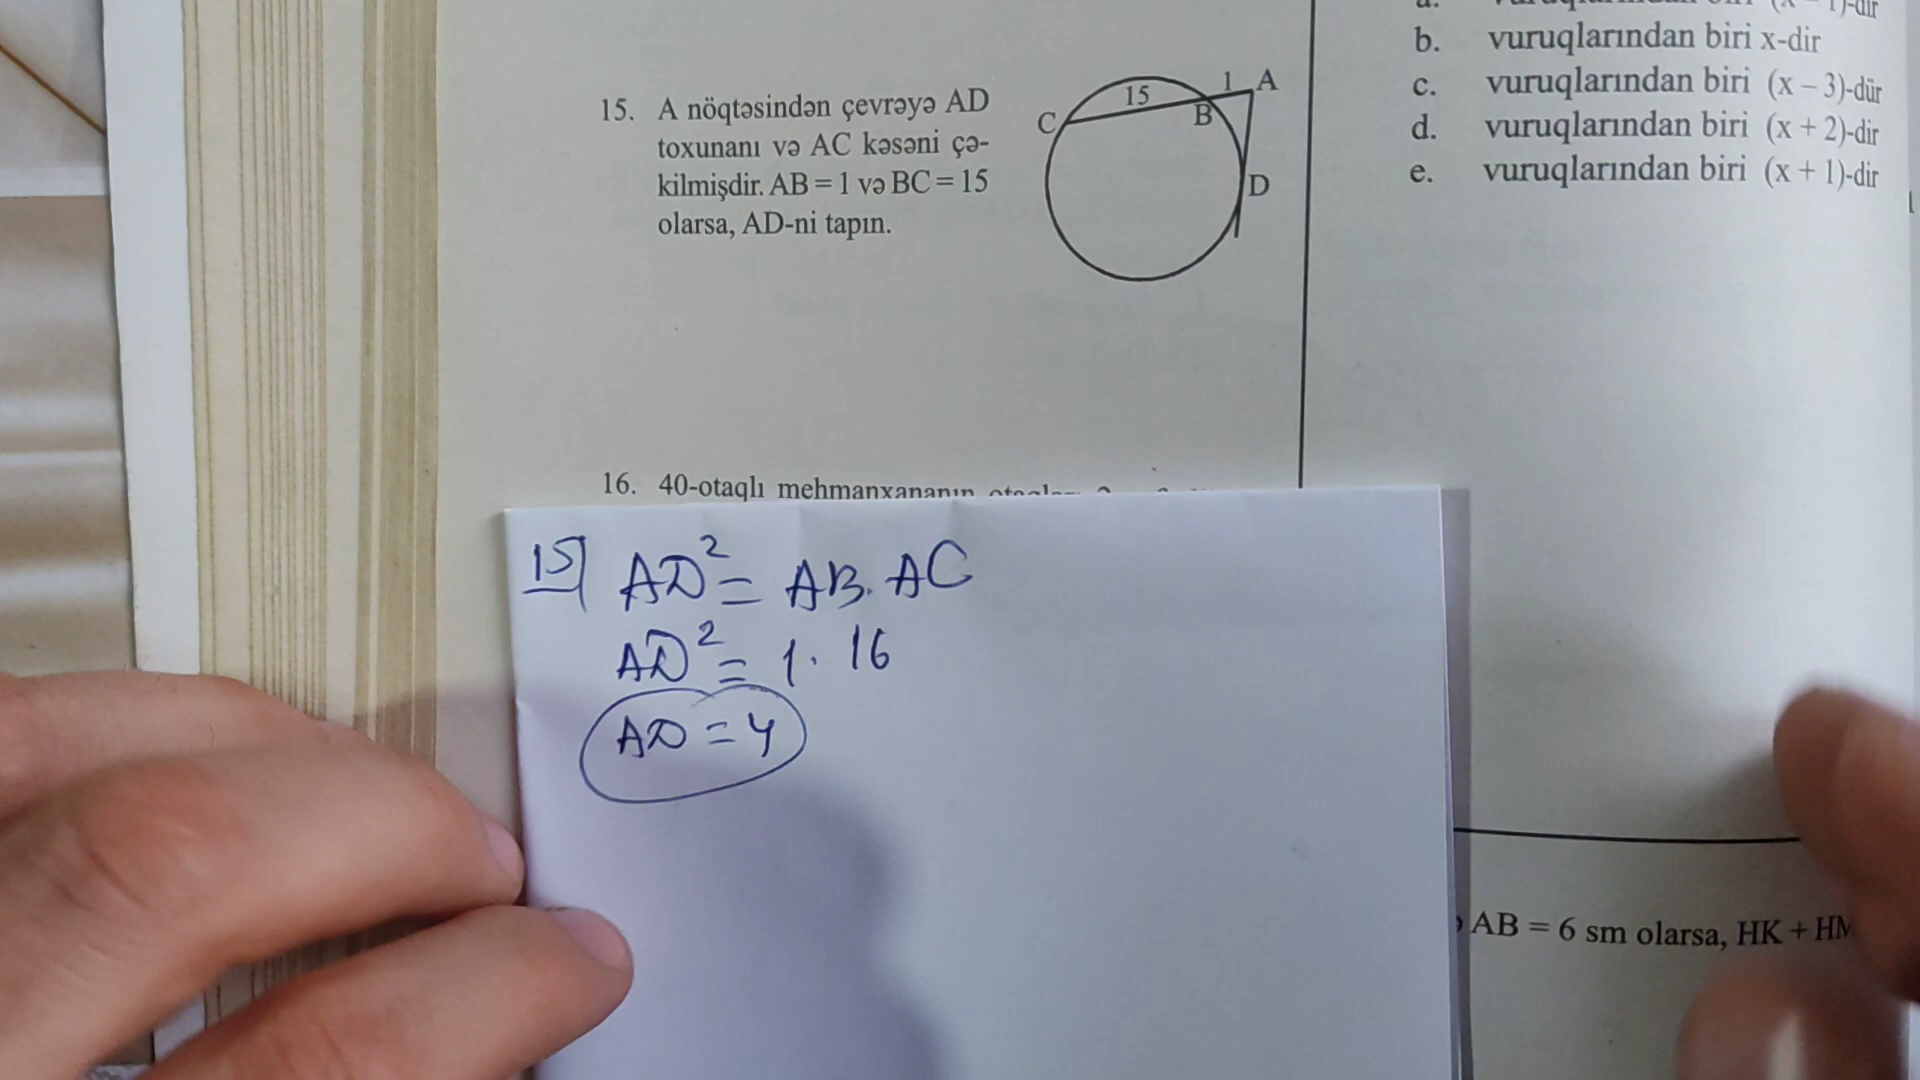 15. A nöqtəsindən çevrəyə AD
toxunanı və AC kəsəni çə-
kilmişdir. AB = 1 və BC = 15
olarsa, AD-ni tapın.
C
15
B
1
A
D
16. 40-otaqlı mehmanxananın
b. vuruqlarından biri x-dir
c. vuruqlarından biri (x – 3)-dür
d. vuruqlarından biri (x + 2)-dir
e. vuruqlarından biri (x + 1)-dir
AB = 6 sm olarsa, HK + HM
15 AD² = AB. AC
AD² = 1. 16
AD = 4